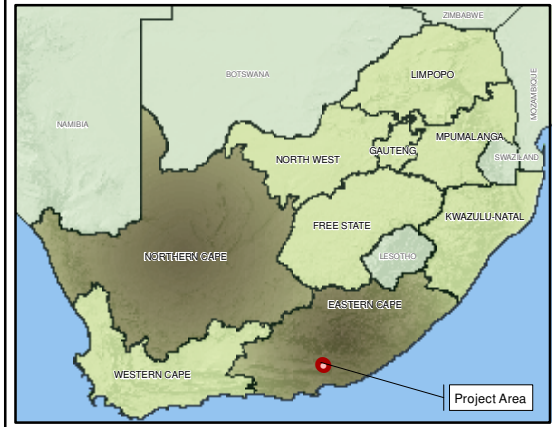 ZIMBABWE
BOTSWANA
LIMPOPO
MOZAMBIQUE
NAMIBIA
MPUMALANGA
GAUTENG
NORTH WEST
SWAZILAND
KWAZULU-NATAL
FREE STATE
LESOTHO
NORTHERN CAPE
EASTERN CAPE
WESTERN CAPE
Project Area